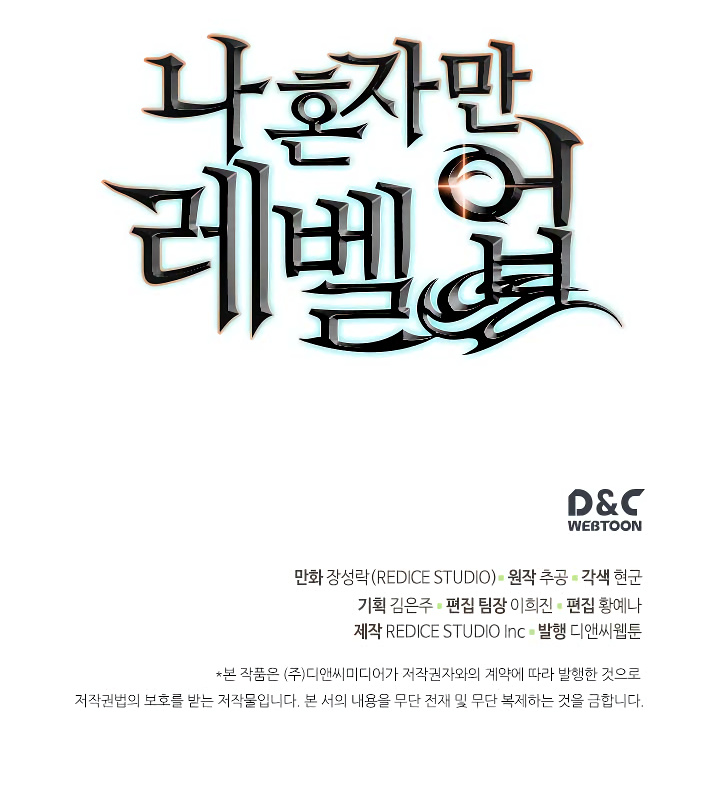 나 혼자만
레벨업
D&C
WEBTOON
만화 장성락(REDICE STUDIO) • 원작 추공 • 각색 현군
기획 김은주 • 편집 팀장 이희진 • 편집 황예나
제작 REDICE STUDIO Inc • 발행 디앤씨웹툰
*본 작품은 (주)디앤씨미디어가 저작권자와의 계약에 따라 발행한 것으로
저작권법의 보호를 받는 저작물입니다. 본 서의 내용을 무단 전재 및 무단 복제하는 것을 금합니다.